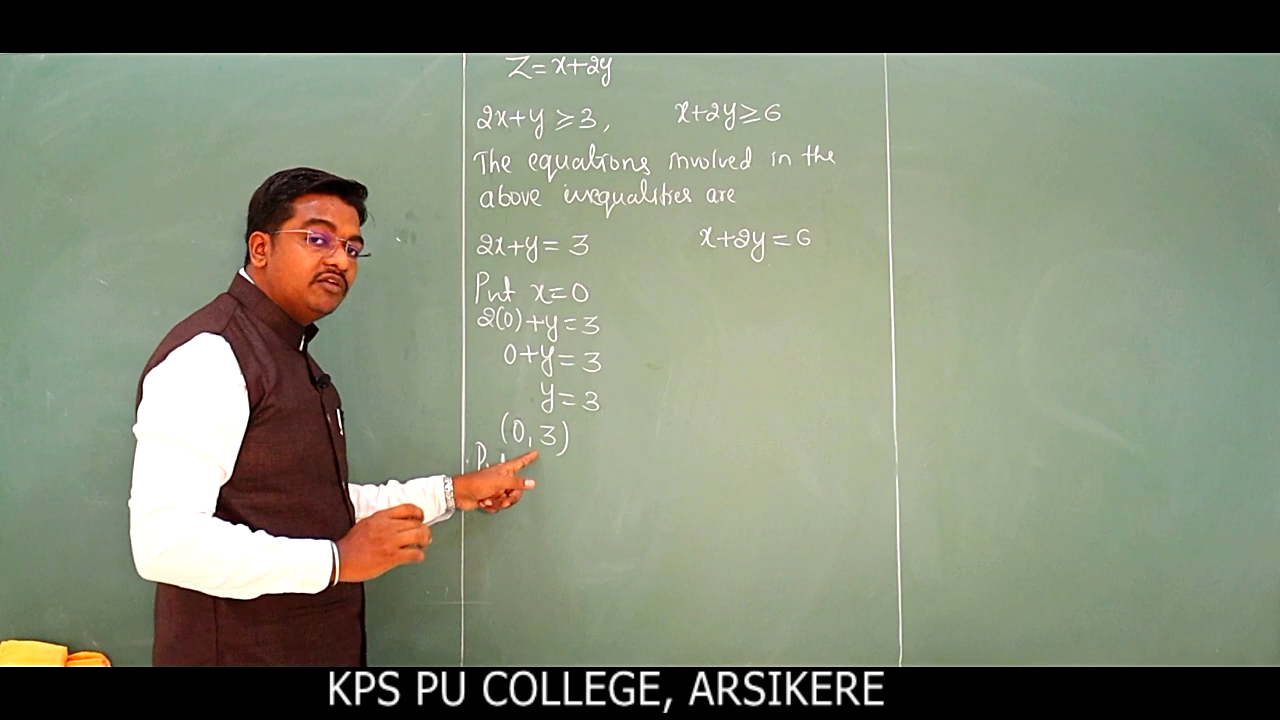 Z = x+2y
2x+y ≥ 3, x+2y ≥ 6
The equations involved in the
above inequalities are
2x+y = 3 x+2y = 6
Put x=0
2(0)+y = 3
0+y = 3
y = 3
(0, 3)
KPS PU COLLEGE, ARSIKERE